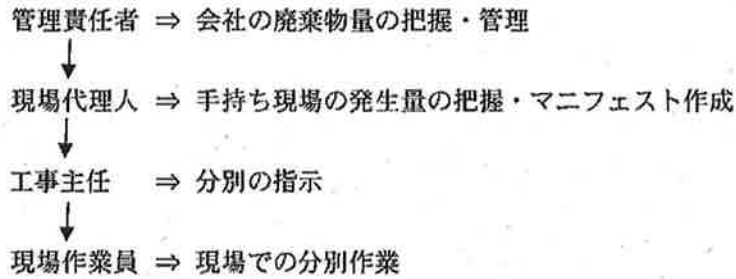 管理責任者 ⇒ 会社の廃棄物量の把握・管理
↓
現場代理人 ⇒ 手持ち現場の発生量の把握・マニフェスト作成
↓
工事主任 ⇒ 分別の指示
↓
現場作業員 ⇒ 現場での分別作業